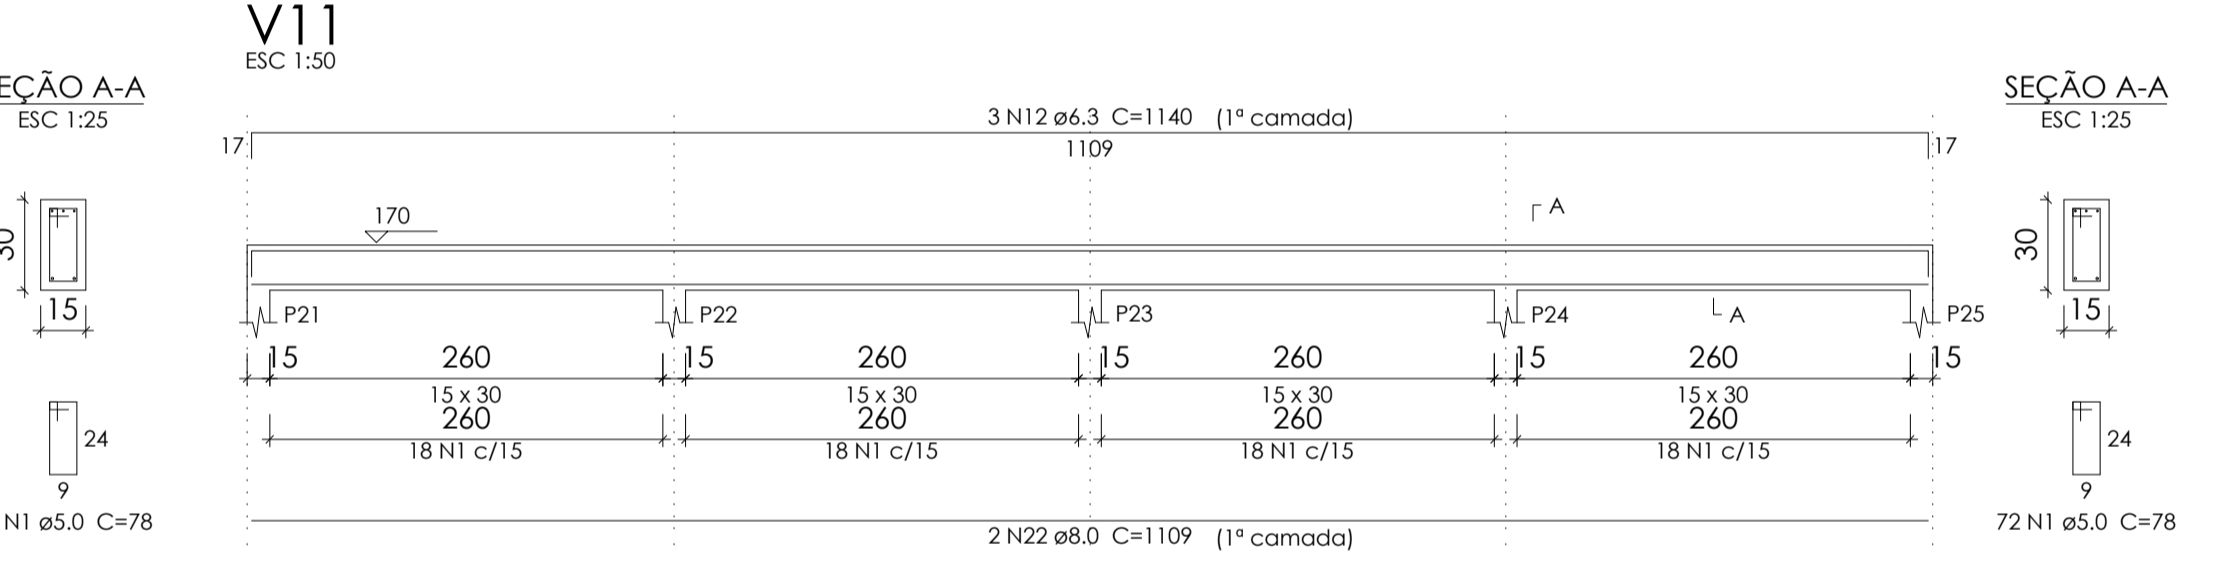 V11
ESC 1:50
EÇÃO A-A
ESC 1:25
30
15
24
9
N1 ø5.0 C=78
3 N12 ø6.3 C=1140 (1ª camada)
17 1109 17
170
A
P21 P22 P23 P24 A P25
15 260 15 260 15 260 15 260 15
15 x 30 15 x 30 15 x 30 15 x 30
260 260 260 260
18 N1 c/15 18 N1 c/15 18 N1 c/15 18 N1 c/15
2 N22 ø8.0 C=1109 (1ª camada)
SEÇÃO A-A
ESC 1:25
30
15
24
9
72 N1 ø5.0 C=78